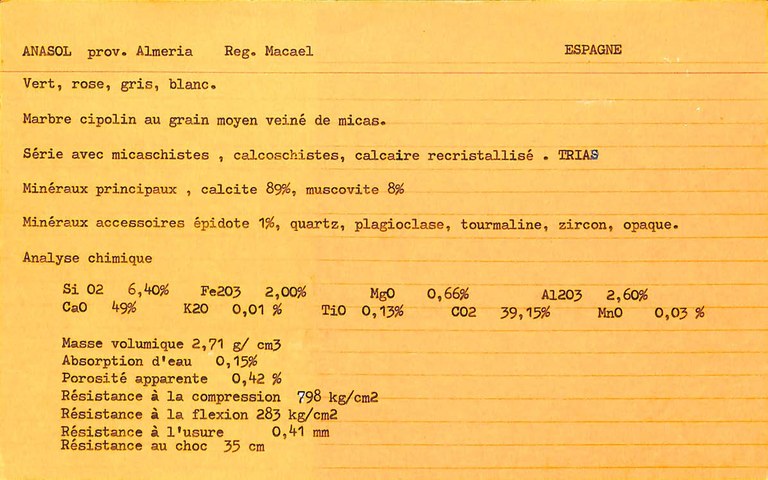 ANASOL prov. Almeria Reg. Macael ESPAGNE
Vert, rose, gris, blanc.
Marbre cipolin au grain moyen veiné de micas.
Série avec micaschistes , calcoschistes, calcaire recristallisé . TRIAS
Minéraux principaux , calcite 89%, muscovite 8%
Minéraux accessoires épidote 1%, quartz, plagioclase, tourmaline, zircon, opaque.
Analyse chimique
Si O2 6,40% Fe2O3 2,00% MgO 0,66% Al2O3 2,60%
CaO 49% K2O 0,01 % TiO 0,13% CO2 39,15% MnO 0,03 %
Masse volumique 2,71 g/ cm3
Absorption d'eau 0,15%
Porosité apparente 0,42 %
Résistance à la compression 798 kg/cm2
Résistance à la flexion 283 kg/cm2
Résistance à l'usure 0,41 mm
Résistance au choc 35 cm